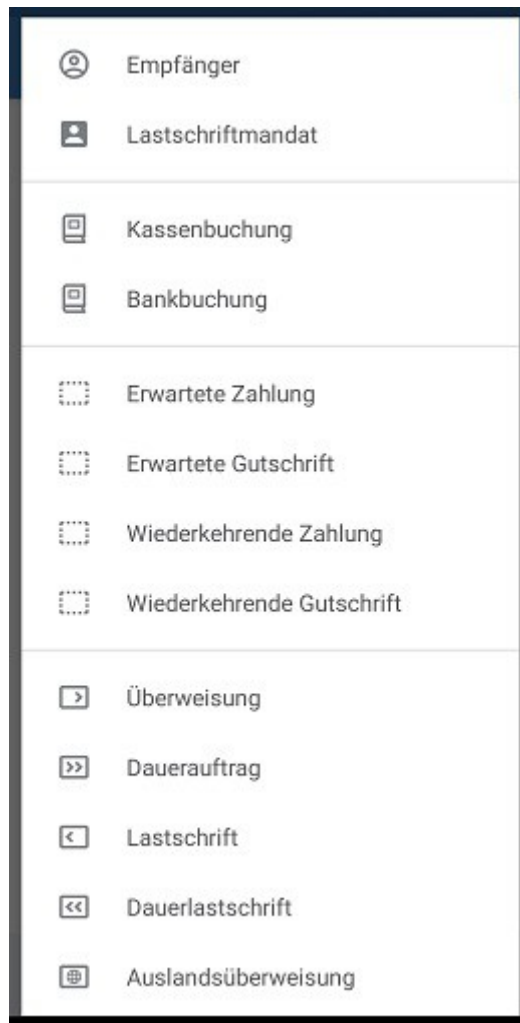 Empfänger
Lastschriftmandat
Kassenbuchung
Bankbuchung
Erwartete Zahlung
Erwartete Gutschrift
Wiederkehrende Zahlung
Wiederkehrende Gutschrift
Überweisung
Dauerauftrag
Lastschrift
Dauerlastschrift
Auslandsüberweisung